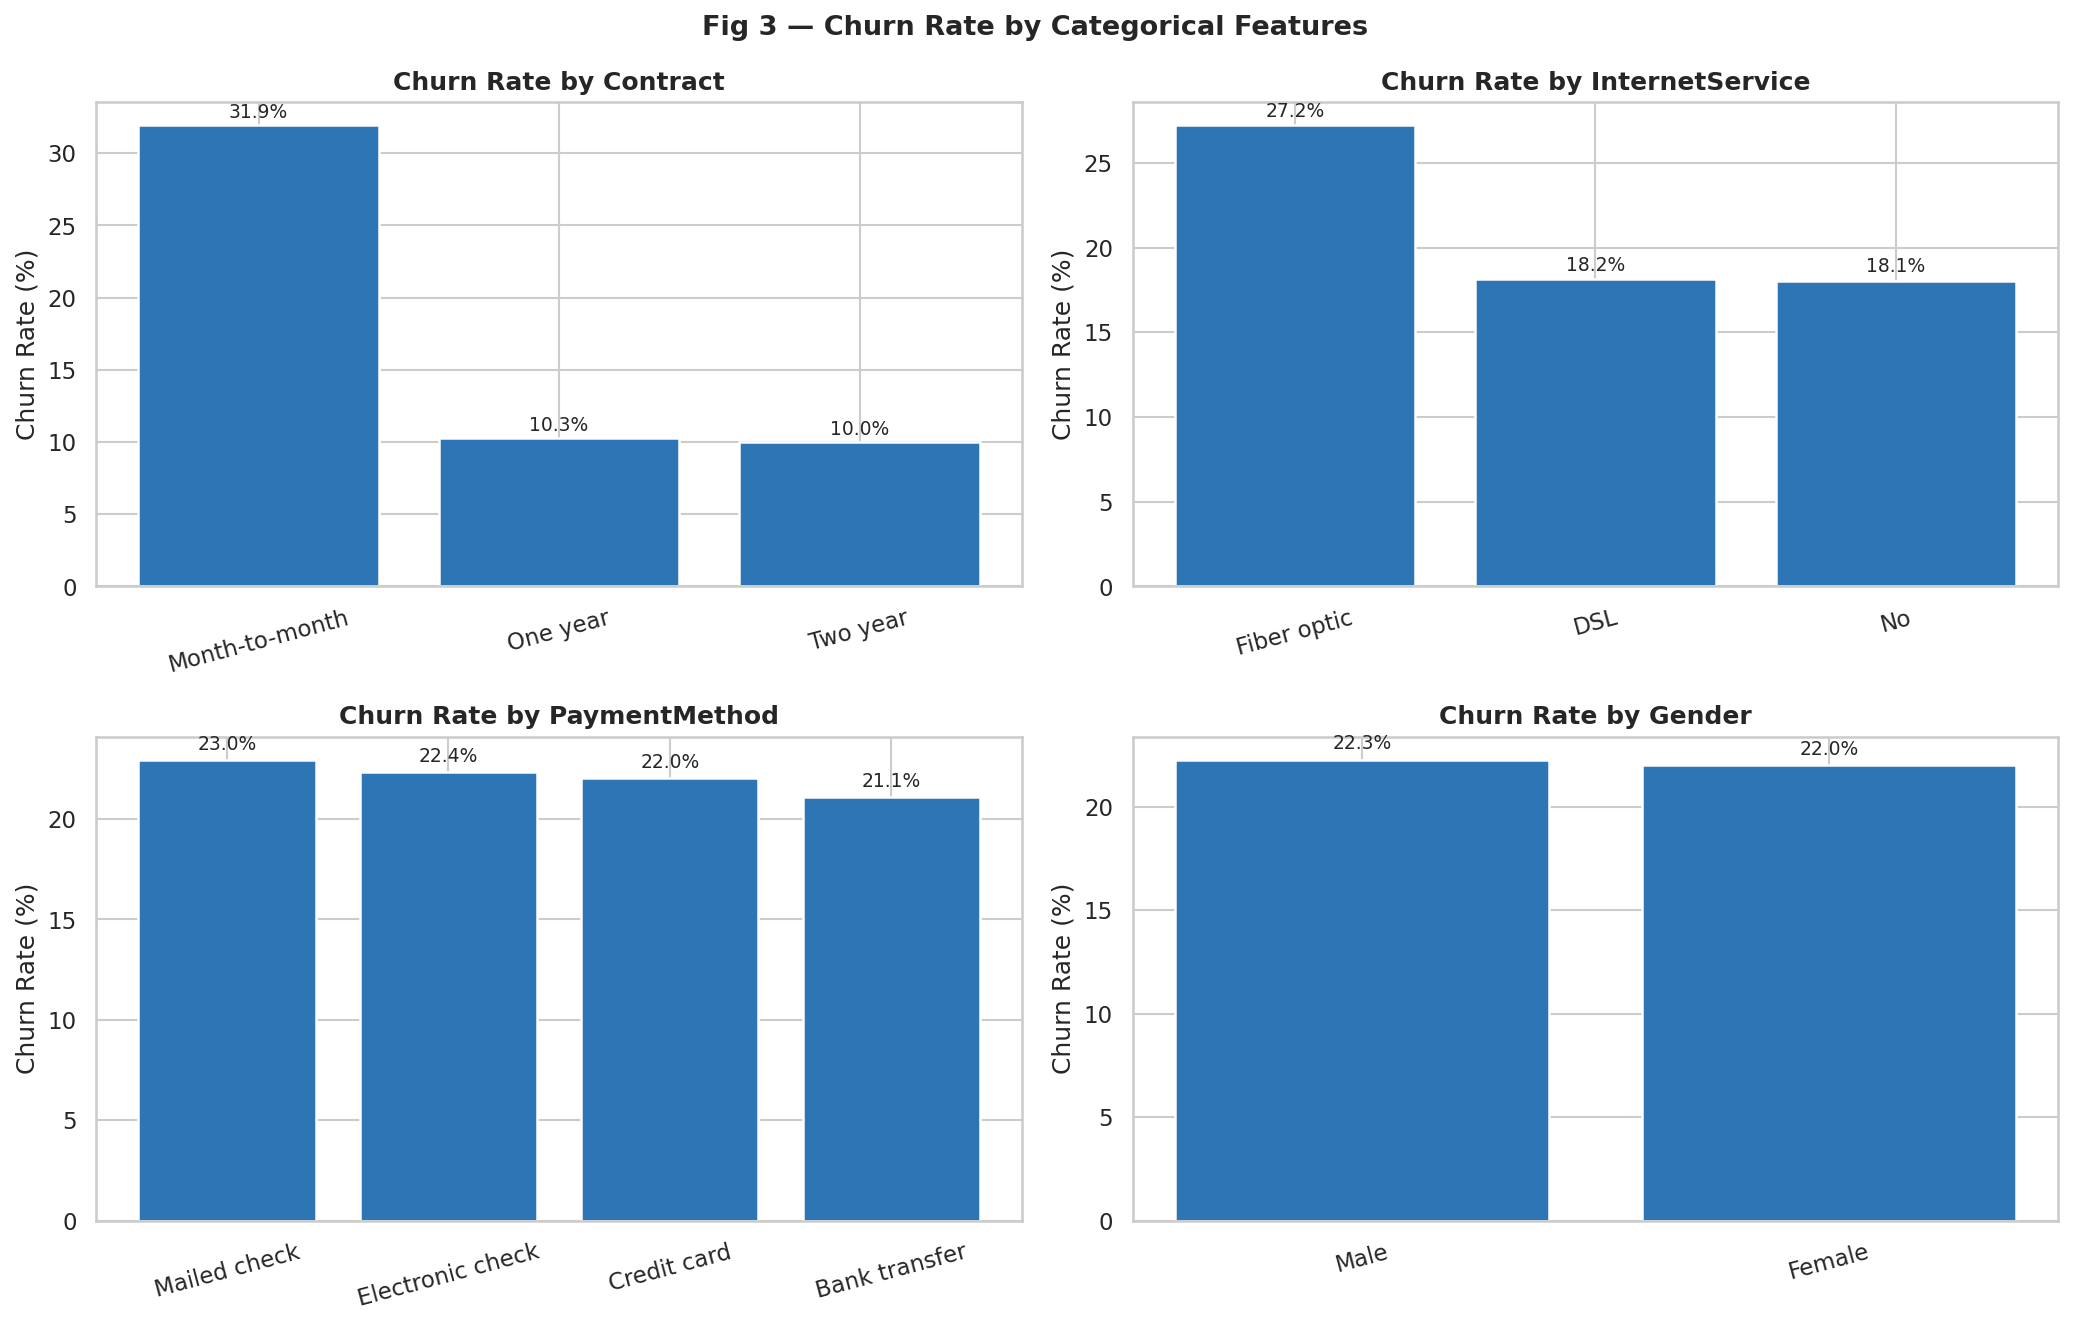 Fig 3 — Churn Rate by Categorical Features
Churn Rate by Contract
Churn Rate (%)
30
25
20
15
10
5
0
31.9%
10.3%
10.0%
Month-to-month
One year
Two year
Churn Rate by InternetService
Churn Rate (%)
25
20
15
10
5
0
27.2%
18.2%
18.1%
Fiber optic
DSL
No
Churn Rate by PaymentMethod
Churn Rate (%)
20
15
10
5
0
23.0%
22.4%
22.0%
21.1%
Mailed check
Electronic check
Credit card
Bank transfer
Churn Rate by Gender
Churn Rate (%)
20
15
10
5
0
22.3%
22.0%
Male
Female